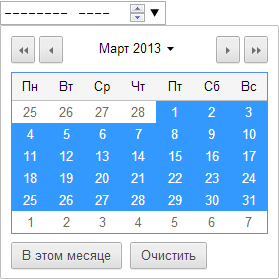 -------- ----
Март 2013
Пн Вт Ср Чт Пт Сб Вс
25 26 27 28 1 2 3
4 5 6 7 8 9 10
11 12 13 14 15 16 17
18 19 20 21 22 23 24
25 26 27 28 29 30 31
1 2 3 4 5 6 7
В этом месяце Очистить